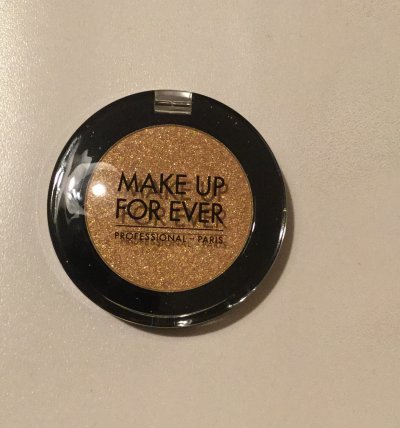 MAKE UP
FOR EVER
PROFESSIONAL - PARIS